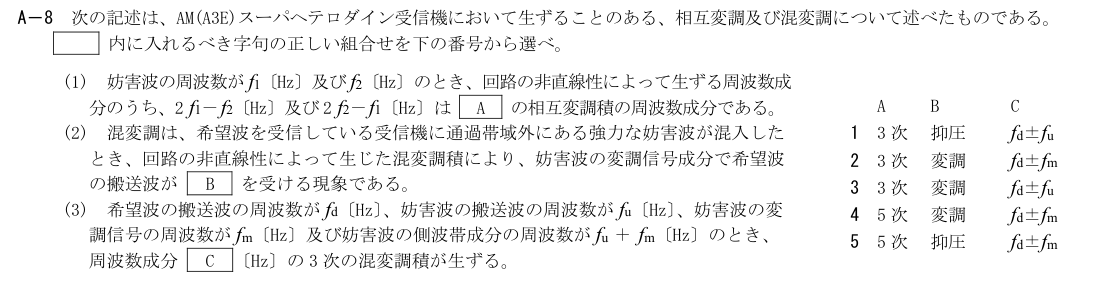 A-8 次の記述は、AM(A3E)スーパヘテロダイン受信機において生ずることのある、相互変調及び混変調について述べたものである。
内に入れるべき字句の正しい組合せを下の番号から選べ。
(1) 妨害波の周波数がf1〔Hz〕及びf2〔Hz〕のとき、回路の非直線性によって生ずる周波数成
分のうち、2f1-f2〔Hz〕及び2f2-f1〔Hz〕は A の相互変調積の周波数成分である。
(2) 混変調は、希望波を受信している受信機に通過帯域外にある強力な妨害波が混入した
とき、回路の非直線性によって生じた混変調積により、妨害波の変調信号成分で希望波
の搬送波が B を受ける現象である。
(3) 希望波の搬送波の周波数がfd〔Hz〕、妨害波の搬送波の周波数がfu〔Hz〕、妨害波の変
調信号の周波数がfm〔Hz〕及び妨害波の側波帯成分の周波数がfu + fm〔Hz〕のとき、
周波数成分 C 〔Hz〕の3次の混変調積が生ずる。
A B C
1 3次 抑圧 fd±fu
2 3次 変調 fd±fm
3 3次 変調 fd±fu
4 5次 変調 fd±fm
5 5次 抑圧 fd±fm